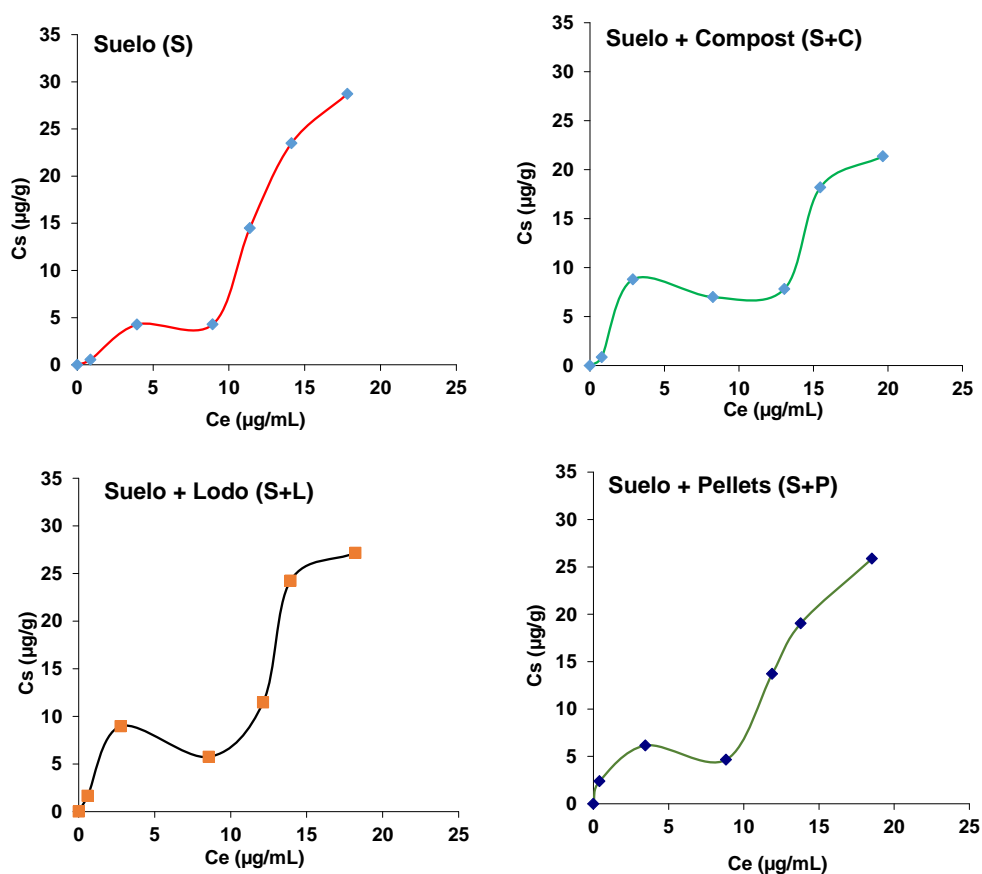 Suelo (S)
35
30
25
20
15
10
5
0
Cs (µg/g)
0 5 10 15 20 25
Ce (µg/mL)
Suelo + Compost (S+C)
35
30
25
20
15
10
5
0
Cs (µg/g)
0 5 10 15 20 25
Ce (µg/mL)
Suelo + Lodo (S+L)
35
30
25
20
15
10
5
0
Cs (µg/g)
0 5 10 15 20 25
Ce (µg/mL)
Suelo + Pellets (S+P)
35
30
25
20
15
10
5
0
Cs (µg/g)
0 5 10 15 20 25
Ce (µg/mL)